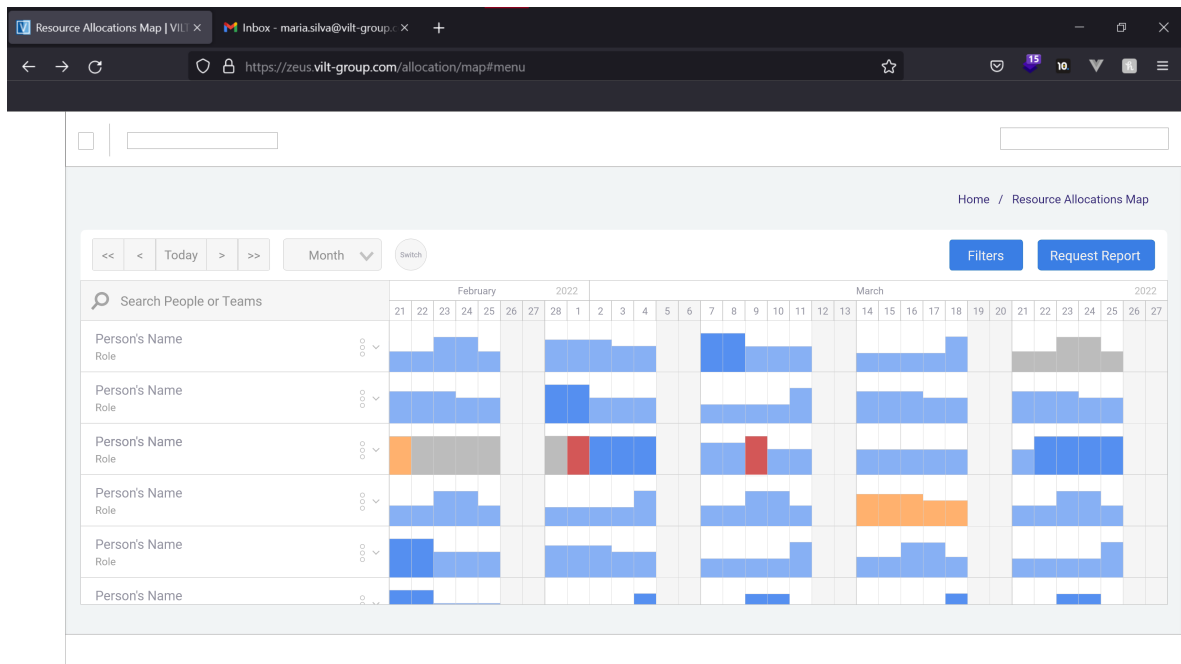 Resource Allocations Map | VILT
Inbox - maria.silva@vilt-group.c
https://zeus.vilt-group.com/allocation/map#menu
15
10.
Home / Resource Allocations Map
<< < Today > >> Month Switch Filters Request Report
Search People or Teams
February 2022 March 2022
21 22 23 24 25 26 27 28 1 2 3 4 5 6 7 8 9 10 11 12 13 14 15 16 17 18 19 20 21 22 23 24 25 26 27
Person's Name
Role
Person's Name
Role
Person's Name
Role
Person's Name
Role
Person's Name
Role
Person's Name